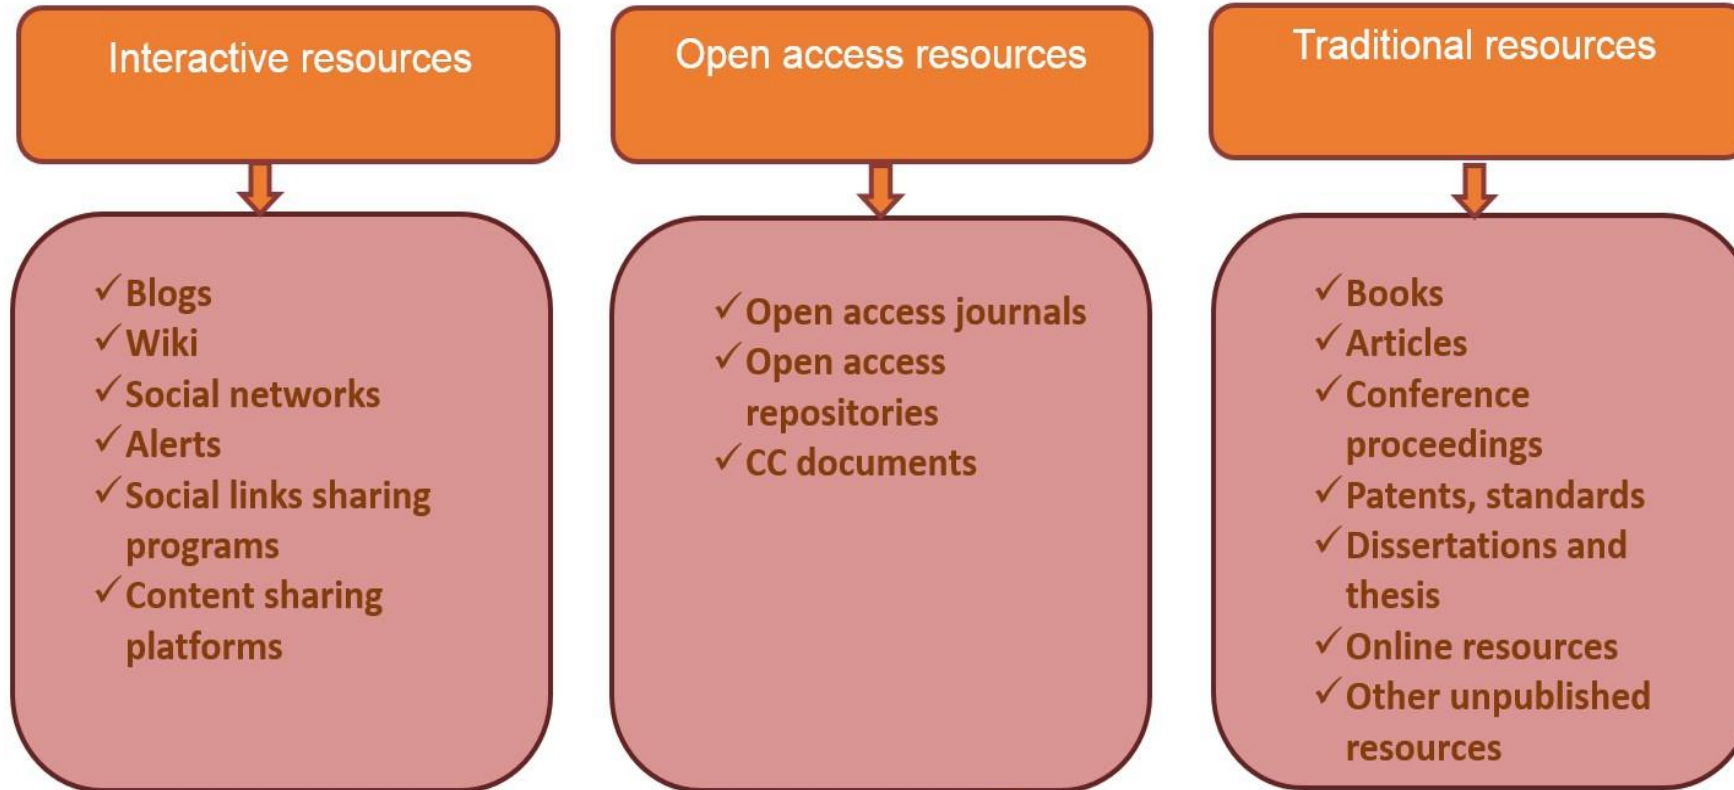 Interactive resources
✓ Blogs
✓ Wiki
✓ Social networks
✓ Alerts
✓ Social links sharing
programs
✓ Content sharing
platforms
Open access resources
✓ Open access journals
✓ Open access
repositories
✓ CC documents
Traditional resources
✓ Books
✓ Articles
✓ Conference
proceedings
✓ Patents, standards
✓ Dissertations and
thesis
✓ Online resources
✓ Other unpublished
resources